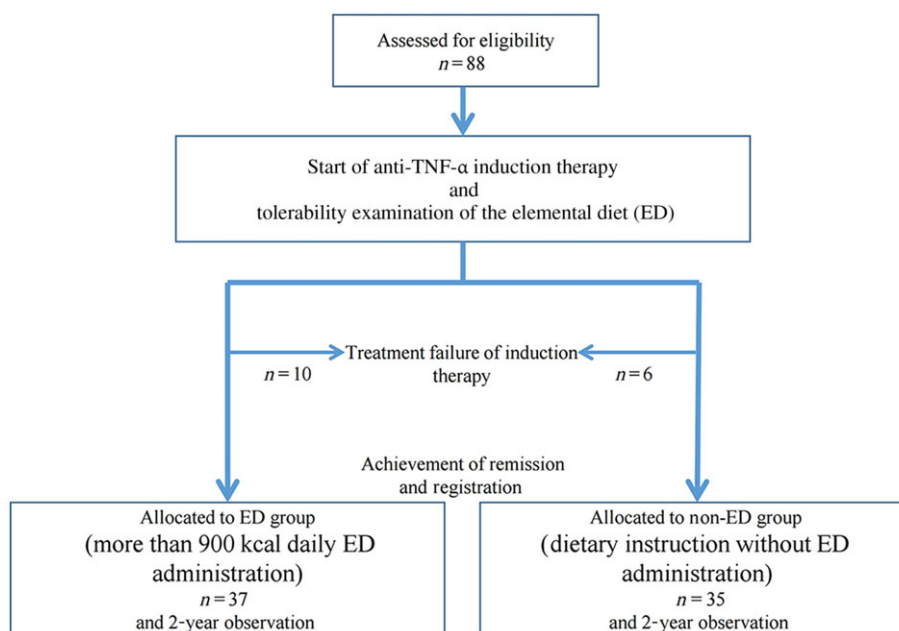 Assessed for eligibility
n = 88
Start of anti-TNF-α induction therapy
and
tolerability examination of the elemental diet (ED)
Treatment failure of induction
therapy
n = 10
n = 6
Achievement of remission
and registration
Allocated to ED group
(more than 900 kcal daily ED
administration)
n = 37
and 2-year observation
Allocated to non-ED group
(dietary instruction without ED
administration)
n = 35
and 2-year observation